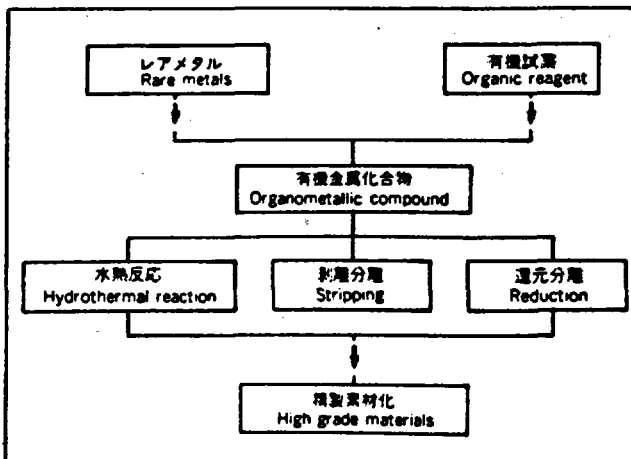 レアメタル
Rare metals
有機試薬
Organic reagent
有機金属化合物
Organometallic compound
水熱反応
Hydrothermal reaction
剥離分離
Stripping
還元分離
Reduction
精製素材化
High grade materials